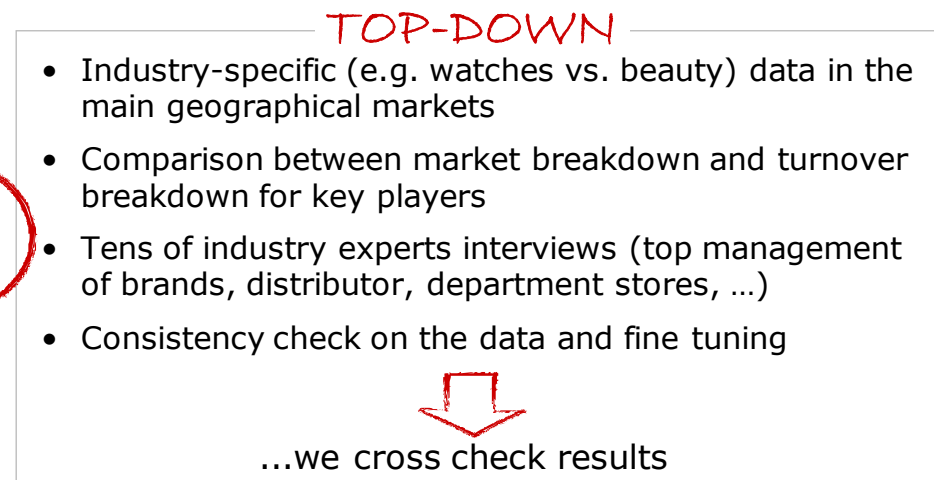 TOP-DOWN
• Industry-specific (e.g. watches vs. beauty) data in the
main geographical markets
• Comparison between market breakdown and turnover
breakdown for key players
• Tens of industry experts interviews (top management
of brands, distributor, department stores, …)
• Consistency check on the data and fine tuning
...we cross check results